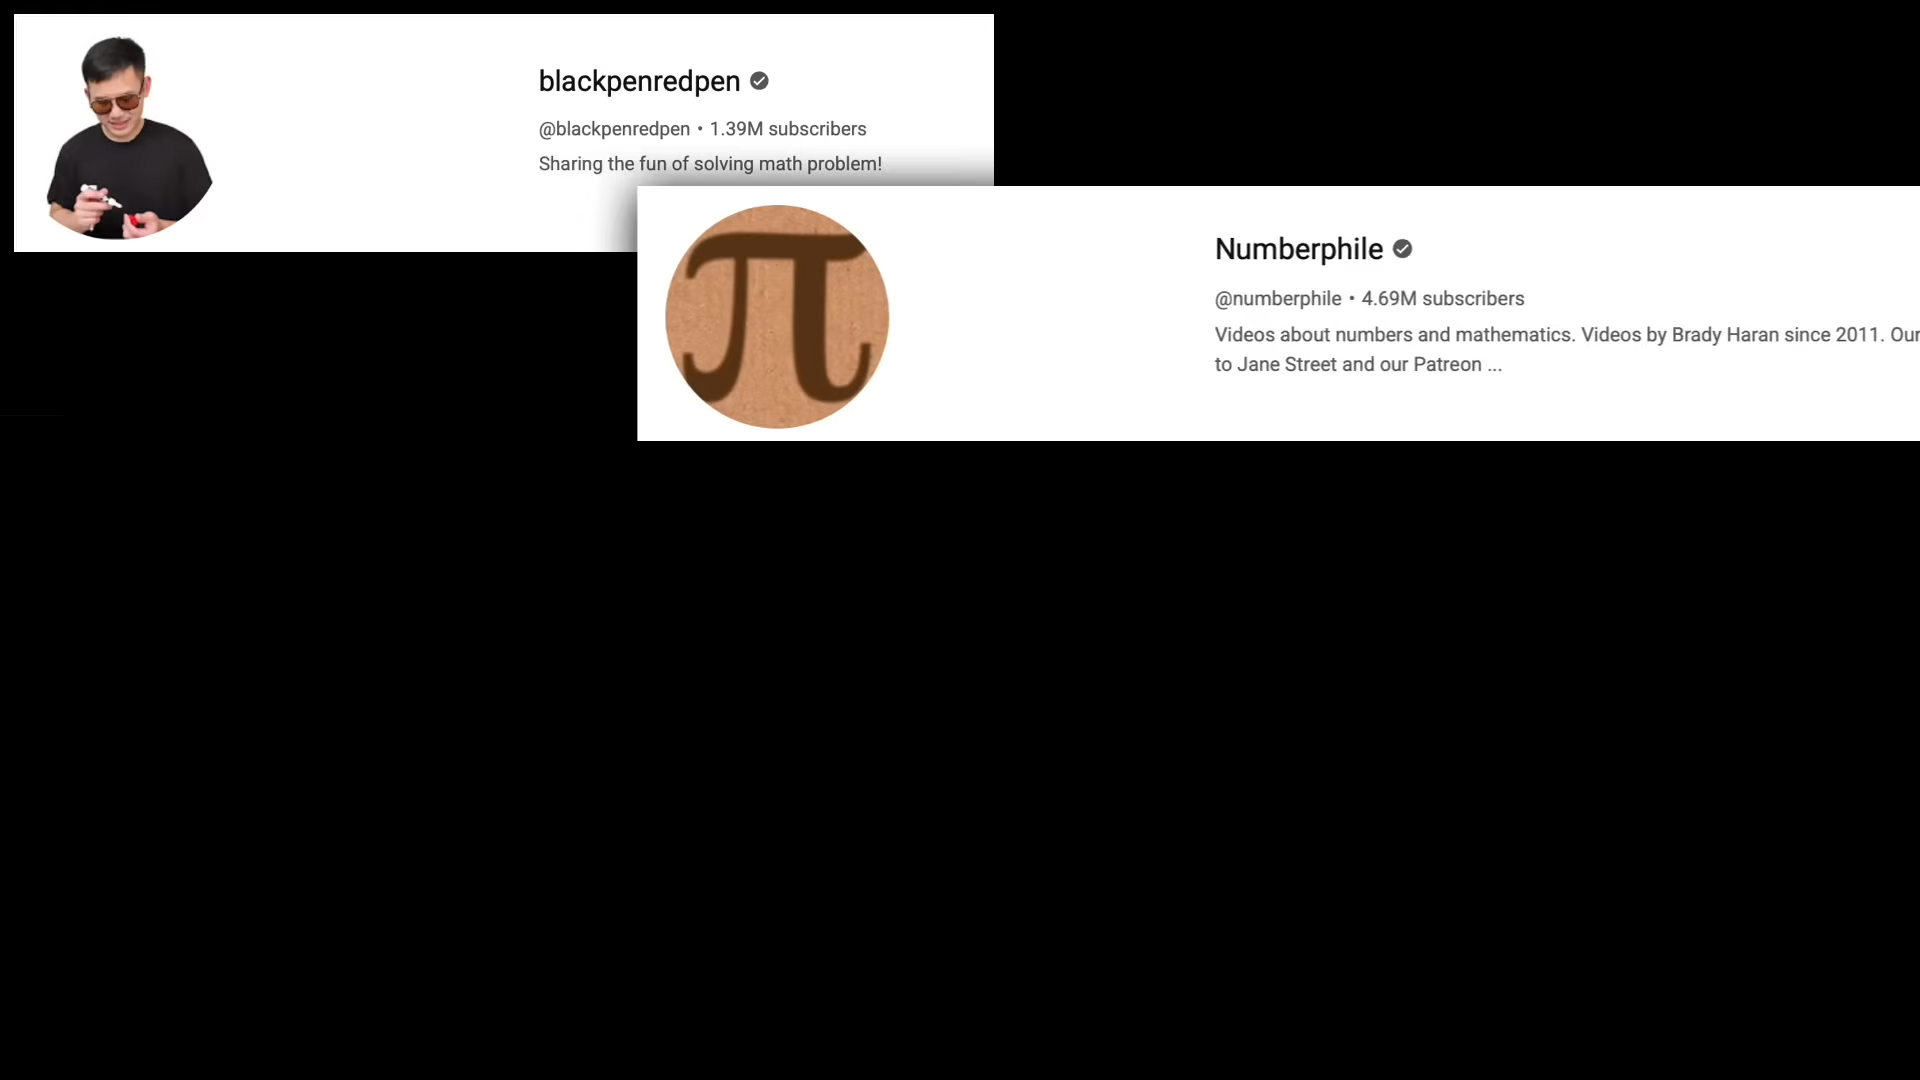 blackpenredpen
@blackpenredpen • 1.39M subscribers
Sharing the fun of solving math problem!
Numberphile
@numberphile • 4.69M subscribers
Videos about numbers and mathematics. Videos by Brady Haran since 2011. Our
to Jane Street and our Patreon ...